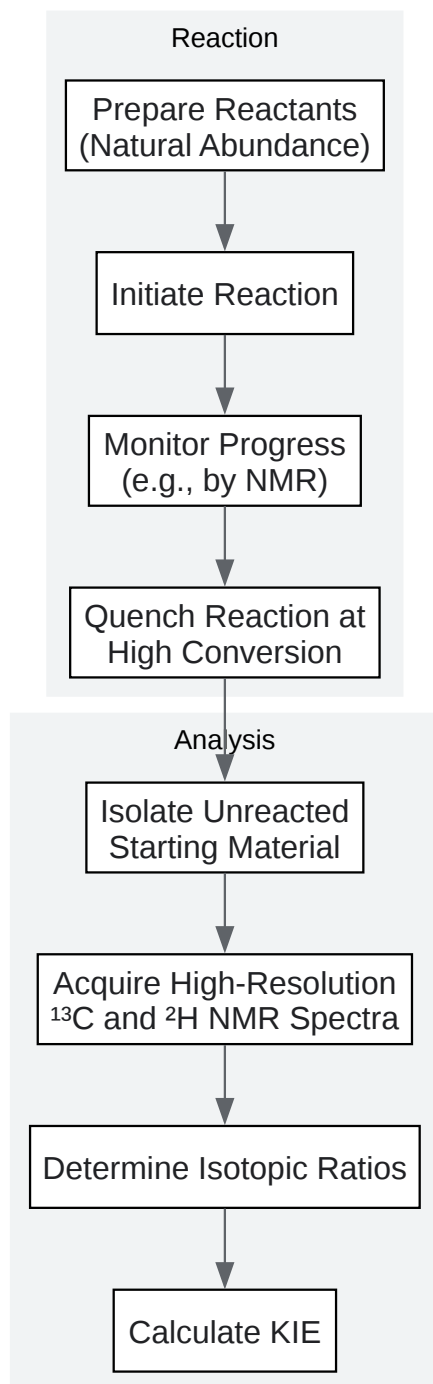 Reaction
Prepare Reactants
(Natural Abundance)
Initiate Reaction
Monitor Progress
(e.g., by NMR)
Quench Reaction at
High Conversion
Analysis
Isolate Unreacted
Starting Material
Acquire High-Resolution
¹³C and ²H NMR Spectra
Determine Isotopic Ratios
Calculate KIE